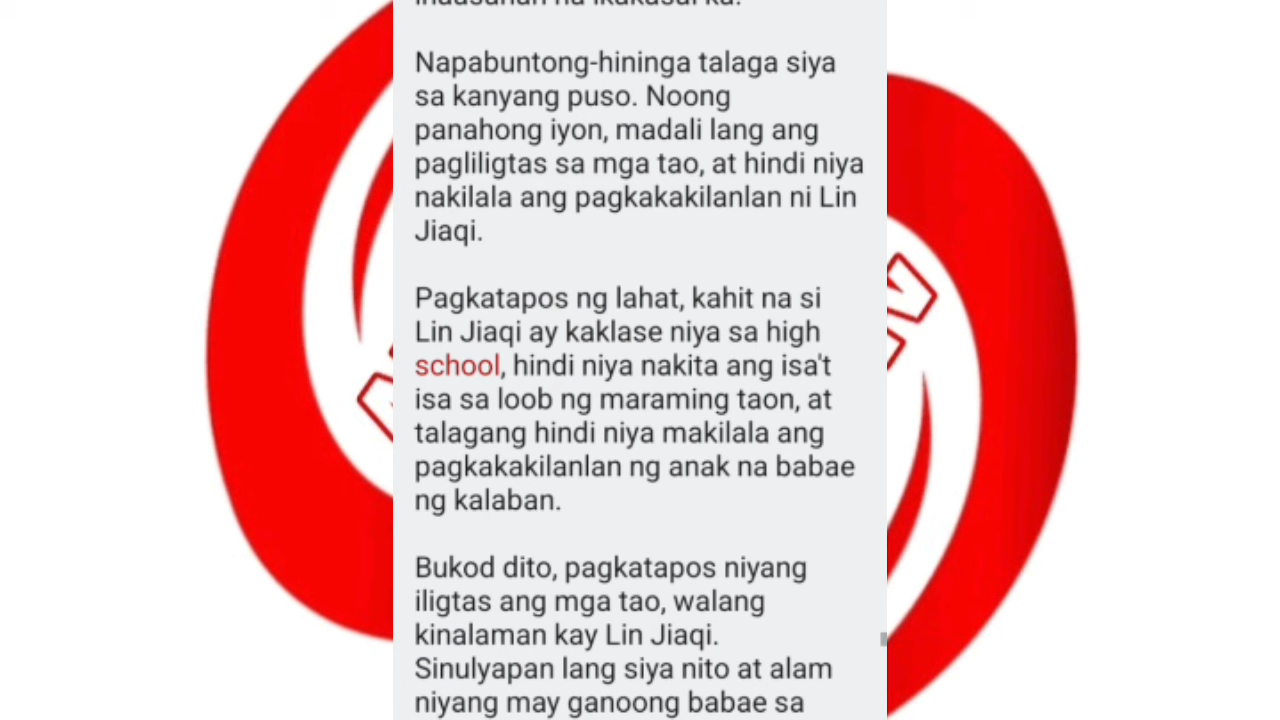 Napabuntong-hininga talaga siya
sa kanyang puso. Noong
panahong iyon, madali lang ang
pagliligtas sa mga tao, at hindi niya
nakilala ang pagkakakilanlan ni Lin
Jiaqi.
Pagkatapos ng lahat, kahit na si
Lin Jiaqi ay kaklase niya sa high
school, hindi niya nakita ang isa't
isa sa loob ng maraming taon, at
talagang hindi niya makilala ang
pagkakakilanlan ng anak na babae
ng kalaban.
Bukod dito, pagkatapos niyang
iligtas ang mga tao, walang
kinalaman kay Lin Jiaqi.
Sinulyapan lang siya nito at alam
niyang may ganoong babae sa